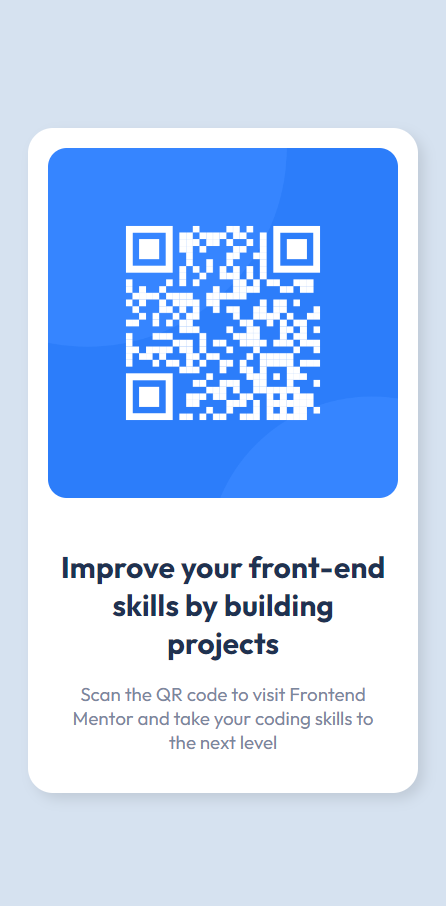 Improve your front-end
skills by building
projects
Scan the QR code to visit Frontend
Mentor and take your coding skills to
the next level